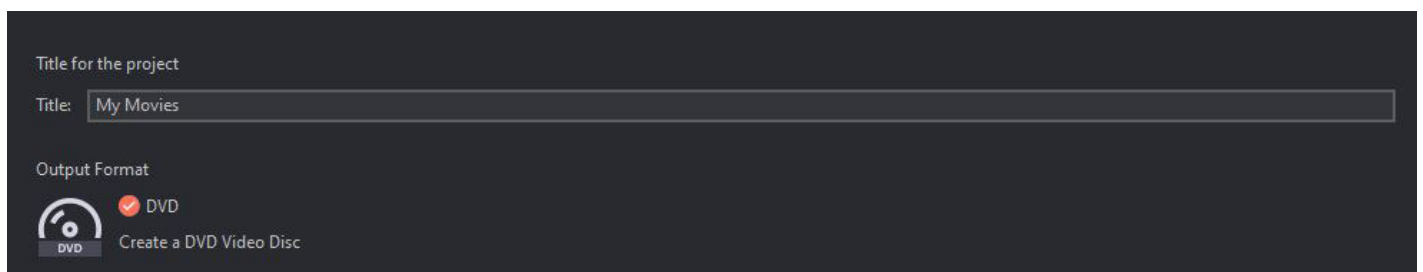 Title for the project
Title: My Movies
Output Format
DVD
DVD
Create a DVD Video Disc